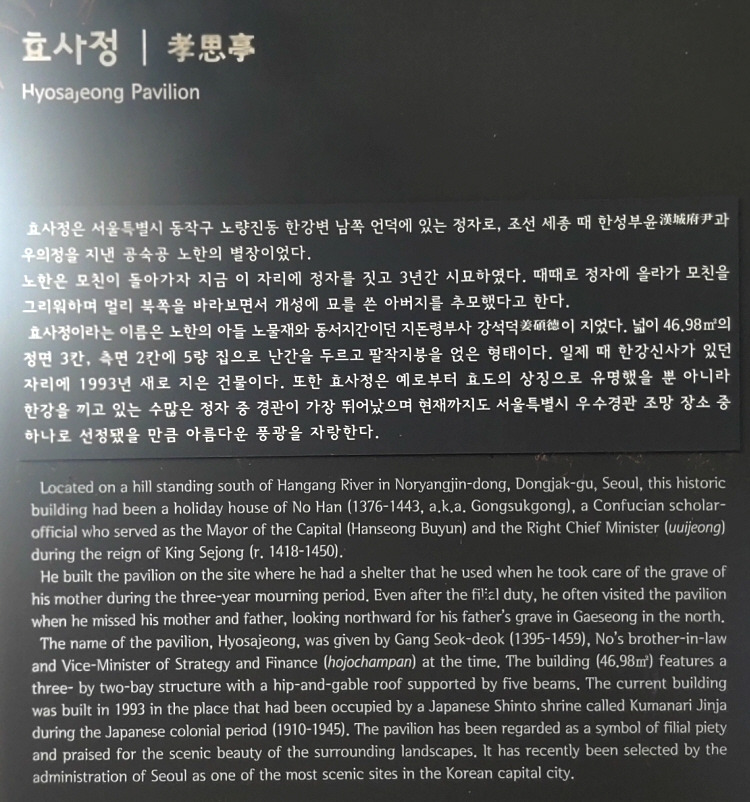 효사정 | 孝思亭
Hyosajeong Pavilion
효사정은 서울특별시 동작구 노량진동 한강변 남쪽 언덕에 있는 정자로, 조선 세종 때 한성부윤漢城府尹과
우의정을 지낸 공숙공 노한의 별장이었다.
노한은 모친이 돌아가자 지금 이 자리에 정자를 짓고 3년간 시묘하였다. 때때로 정자에 올라가 모친을
그리워하며 멀리 북쪽을 바라보면서 개성에 묘를 쓴 아버지를 추모했다고 한다.
효사정이라는 이름은 노한의 아들 노물재와 동서지간이던 지돈령부사 강석덕姜碩德이 지었다. 넓이 46.98㎡의
정면 3칸, 측면 2칸에 5량 집으로 난간을 두르고 팔작지붕을 얹은 형태이다. 일제 때 한강신사가 있던
자리에 1993년 새로 지은 건물이다. 또한 효사정은 예로부터 효도의 상징으로 유명했을 뿐 아니라
한강을 끼고 있는 수많은 정자 중 경관이 가장 뛰어났으며 현재까지도 서울특별시 우수경관 조망 장소 중
하나로 선정됐을 만큼 아름다운 풍광을 자랑한다.
Located on a hill standing south of Hangang River in Noryangjin-dong, Dongjak-gu, Seoul, this historic
building had been a holiday house of No Han (1376-1443, a.k.a. Gongsukgong), a Confucian scholar-
official who served as the Mayor of the Capital (Hanseong Buyun) and the Right Chief Minister (uuijeong)
during the reign of King Sejong (r. 1418-1450).
He built the pavilion on the site where he had a shelter that he used when he took care of the grave of
his mother during the three-year mourning period. Even after the filial duty, he often visited the pavilion
when he missed his mother and father, looking northward for his father's grave in Gaeseong in the north.
The name of the pavilion, Hyosajeong, was given by Gang Seok-deok (1395-1459), No's brother-in-law
and Vice-Minister of Strategy and Finance (hojochampan) at the time. The building (46.98㎡) features a
three- by two-bay structure with a hip-and-gable roof supported by five beams. The current building
was built in 1993 in the place that had been occupied by a Japanese Shinto shrine called Kumanari Jinja
during the Japanese colonial period (1910-1945). The pavilion has been regarded as a symbol of filial piety
and praised for the scenic beauty of the surrounding landscapes. It has recently been selected by the
administration of Seoul as one of the most scenic sites in the Korean capital city.